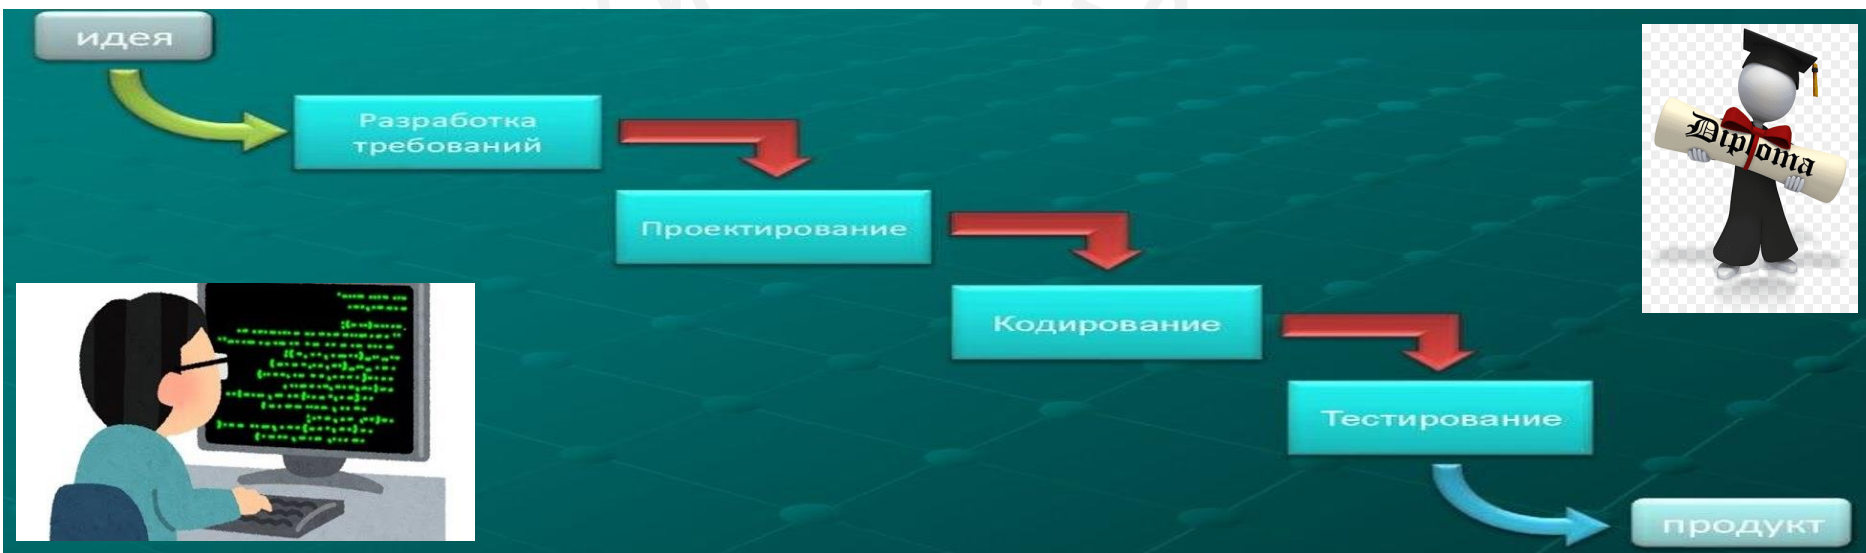 идея
Разработка
требований
Проектирование
Кодирование
Тестирование
продукт
Diploma